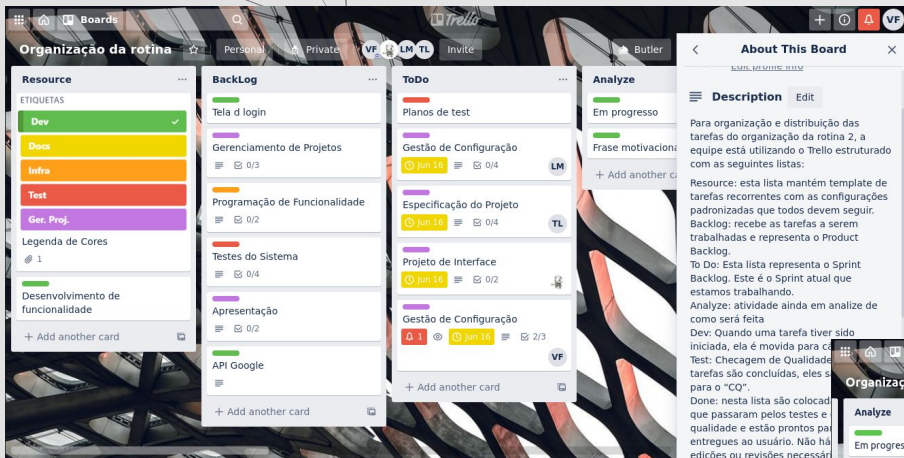 Boards
Trello
VF
Organização da rotina
Personal
Private
VF
LM
TL
Invite
Butler
Resource
ETIQUETAS
Dev
Docs
Infra
Test
Ger. Proj.
Legenda de Cores
1
Desenvolvimento de
funcionalidade
+ Add another card
BackLog
Tela d login
Gerenciamento de Projetos
0/3
Programação de Funcionalidade
0/2
Testes do Sistema
0/4
Apresentação
0/2
API Google
+ Add another card
ToDo
Planos de test
Gestão de Configuração
Jun 16
0/4
LM
Especificação do Projeto
Jun 16
0/4
TL
Projeto de Interface
Jun 16
0/2
Gestão de Configuração
1
Jun 16
2/3
VF
+ Add another card
Analyze
Em progresso
Frase motivaciona
+ Add another ca
About This Board
Edit profile info
Description
Edit
Para organização e distribuição das
tarefas do organização da rotina 2, a
equipe está utilizando o Trello estruturado
com as seguintes listas:
Resource: esta lista mantém template de
tarefas recorrentes com as configurações
padronizadas que todos devem seguir.
Backlog: recebe as tarefas a serem
trabalhadas e representa o Product
Backlog.
To Do: Esta lista representa o Sprint
Backlog. Este é o Sprint atual que
estamos trabalhando.
Analyze: atividade ainda em analize de
como será feita
Dev: Quando uma tarefa tiver sido
iniciada, ela é movida para c
Test: Checagem de Qualidade
tarefas são concluídas, eles s
para o “CQ”.
Done: nesta lista são colocad
que passaram pelos testes e
qualidade e estão prontos par
entregues ao usuário. Não há
edições ou revisões necessári
Organizaç
Analyze
Em progres